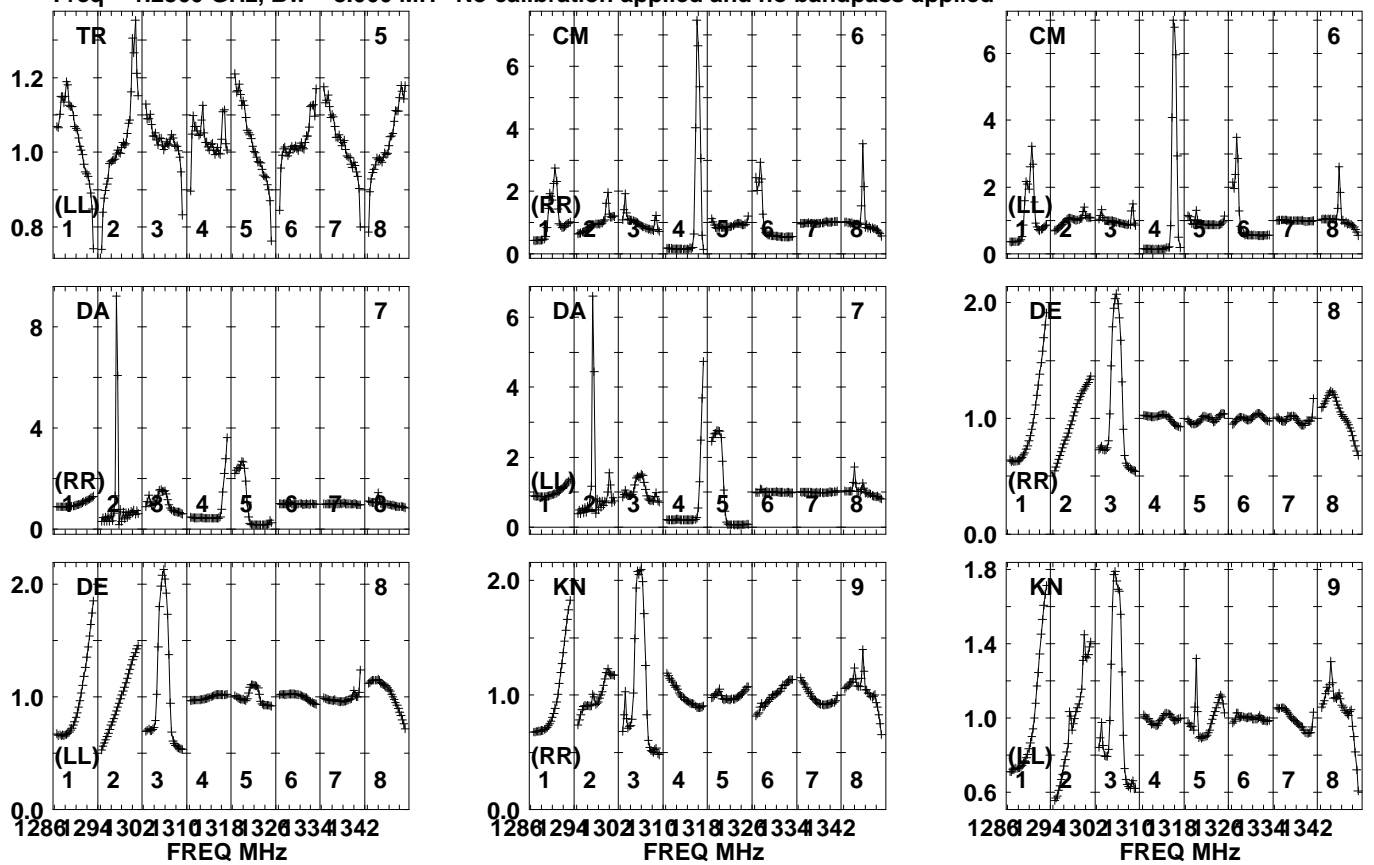 Freq = GHz, Bw = MH No calibration applied and no bandpass applied
TR 5
1.2
1.0
0.8
(LL)
1 2 3 4 5 6 7 8
CM 6
6
4
2
0
(RR)
1 2 3 4 5 6 7 8
CM 6
6
4
2
0
(LL)
1 2 3 4 5 6 7 8
DA 7
8
4
0
(RR)
1 2 3 4 5 6 7 8
DA 7
6
4
2
0
(LL)
1 2 3 4 5 6 7 8
DE 8
2.0
1.0
0.0
(RR)
1 2 3 4 5 6 7 8
DE 8
2.0
1.0
0.0
(LL)
1 2 3 4 5 6 7 8
1286 1294 1302 1310 1318 1326 1334 1342
FREQ MHz
KN 9
2.0
1.0
0.0
(RR)
1 2 3 4 5 6 7 8
1286 1294 1302 1310 1318 1326 1334 1342
FREQ MHz
KN 9
1.8
1.4
1.0
0.6
(LL)
1 2 3 4 5 6 7 8
1286 1294 1302 1310 1318 1326 1334 1342
FREQ MHz